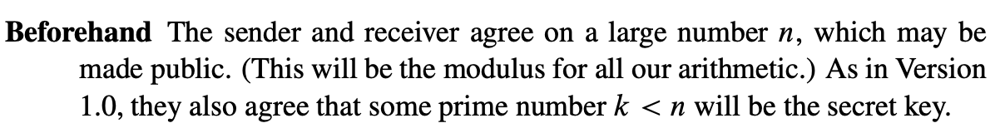 Beforehand The sender and receiver agree on a large number n, which may be
made public. (This will be the modulus for all our arithmetic.) As in Version
1.0, they also agree that some prime number k < n will be the secret key.